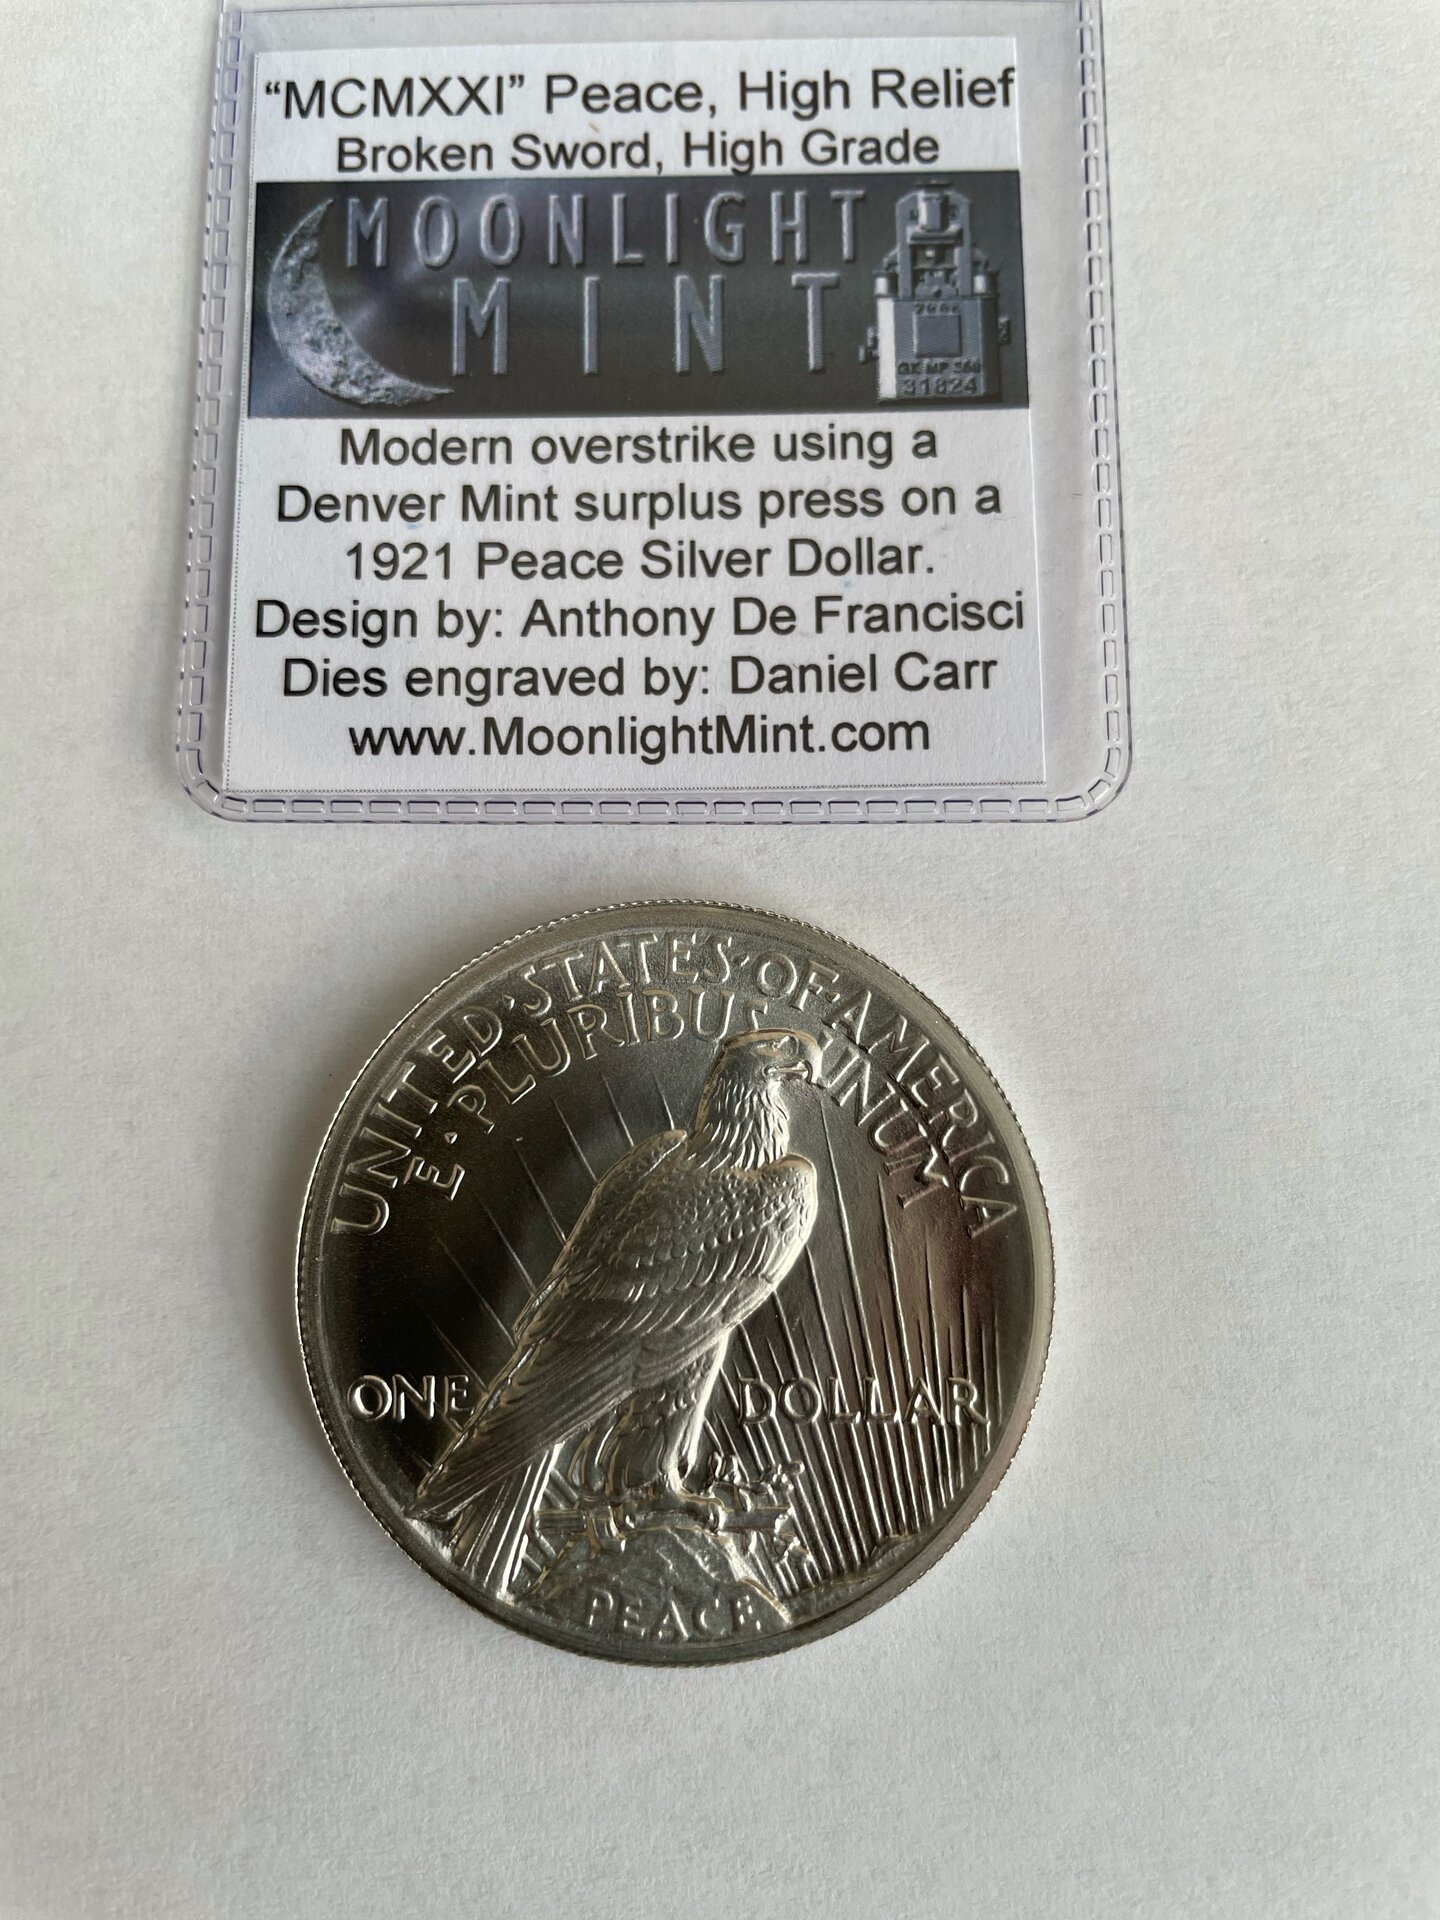 “MCMXXI” Peace, High Relief
Broken Sword, High Grade
MOONLIGHT
MINT
31824
Modern overstrike using a
Denver Mint surplus press on a
1921 Peace Silver Dollar.
Design by: Anthony De Francisci
Dies engraved by: Daniel Carr
www.MoonlightMint.com
UNITED·STATES·OF·AMERICA
E·PLURIBUS UNUM
ONE DOLLAR
PEACE